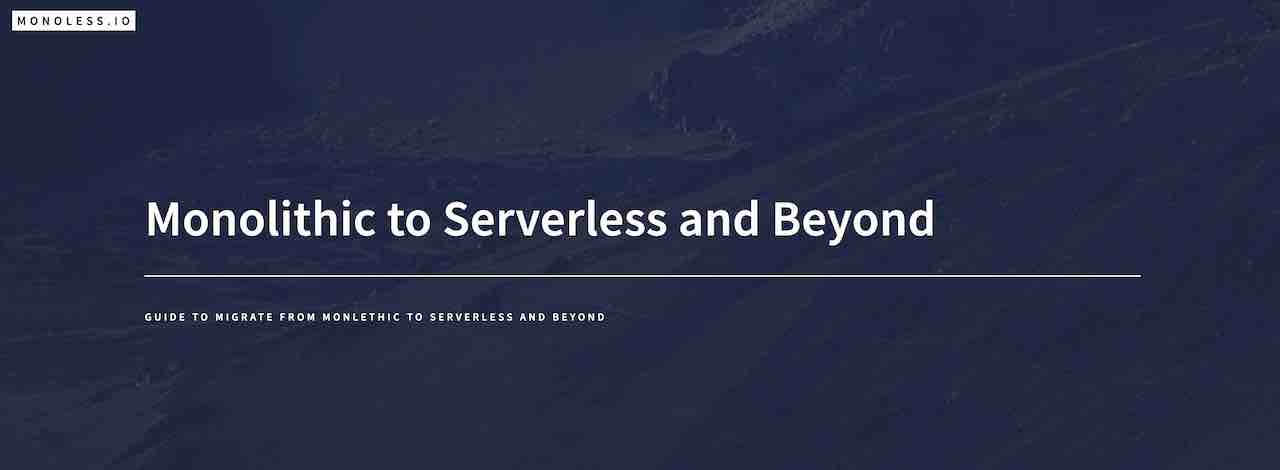 MONOLESS.IO
Monolithic to Serverless and Beyond
GUIDE TO MIGRATE FROM MONLETHIC TO SERVERLESS AND BEYOND